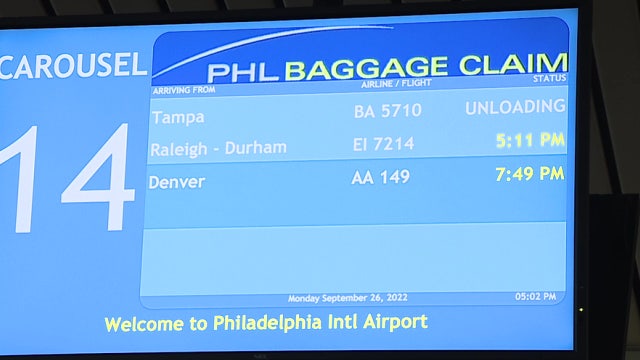 CAROUSEL
14
PHL BAGGAGE CLAIM
ARRIVING FROM AIRLINE / FLIGHT STATUS
Tampa BA 5710 UNLOADING
Raleigh - Durham EI 7214 5:11 PM
Denver AA 149 7:49 PM
Monday September 26, 2022 05:02 PM
Welcome to Philadelphia Intl Airport